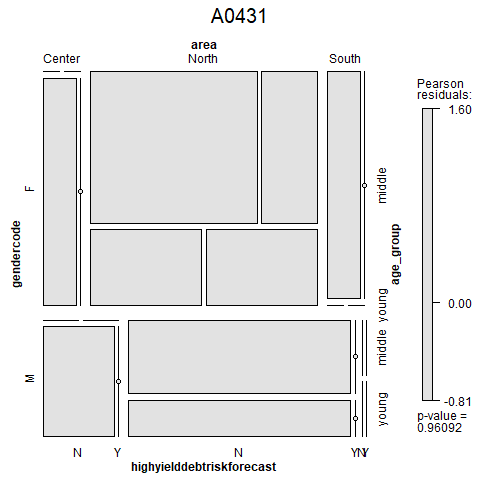 A0431
area
Center North South
Pearson
residuals:
1.60
0.00
-0.81
p-value =
0.96092
gendercode
F
M
age_group
middle
young
middle
young
N Y N Y N Y
highyielddebtriskforecast